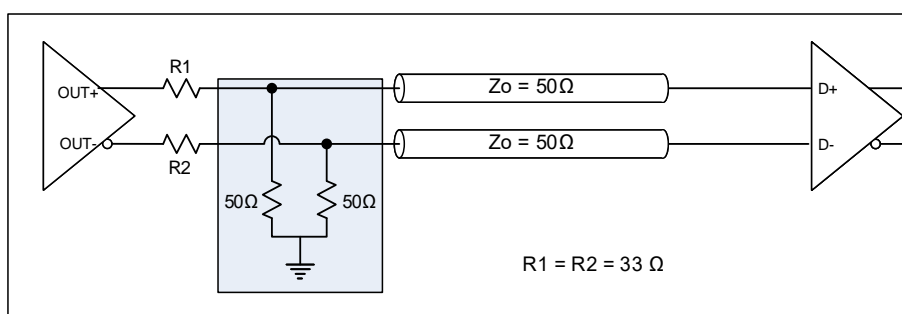 R1
OUT+
Zo = 50Ω
D+
OUT-
Zo = 50Ω
D-
R2
50Ω
50Ω
R1 = R2 = 33 Ω